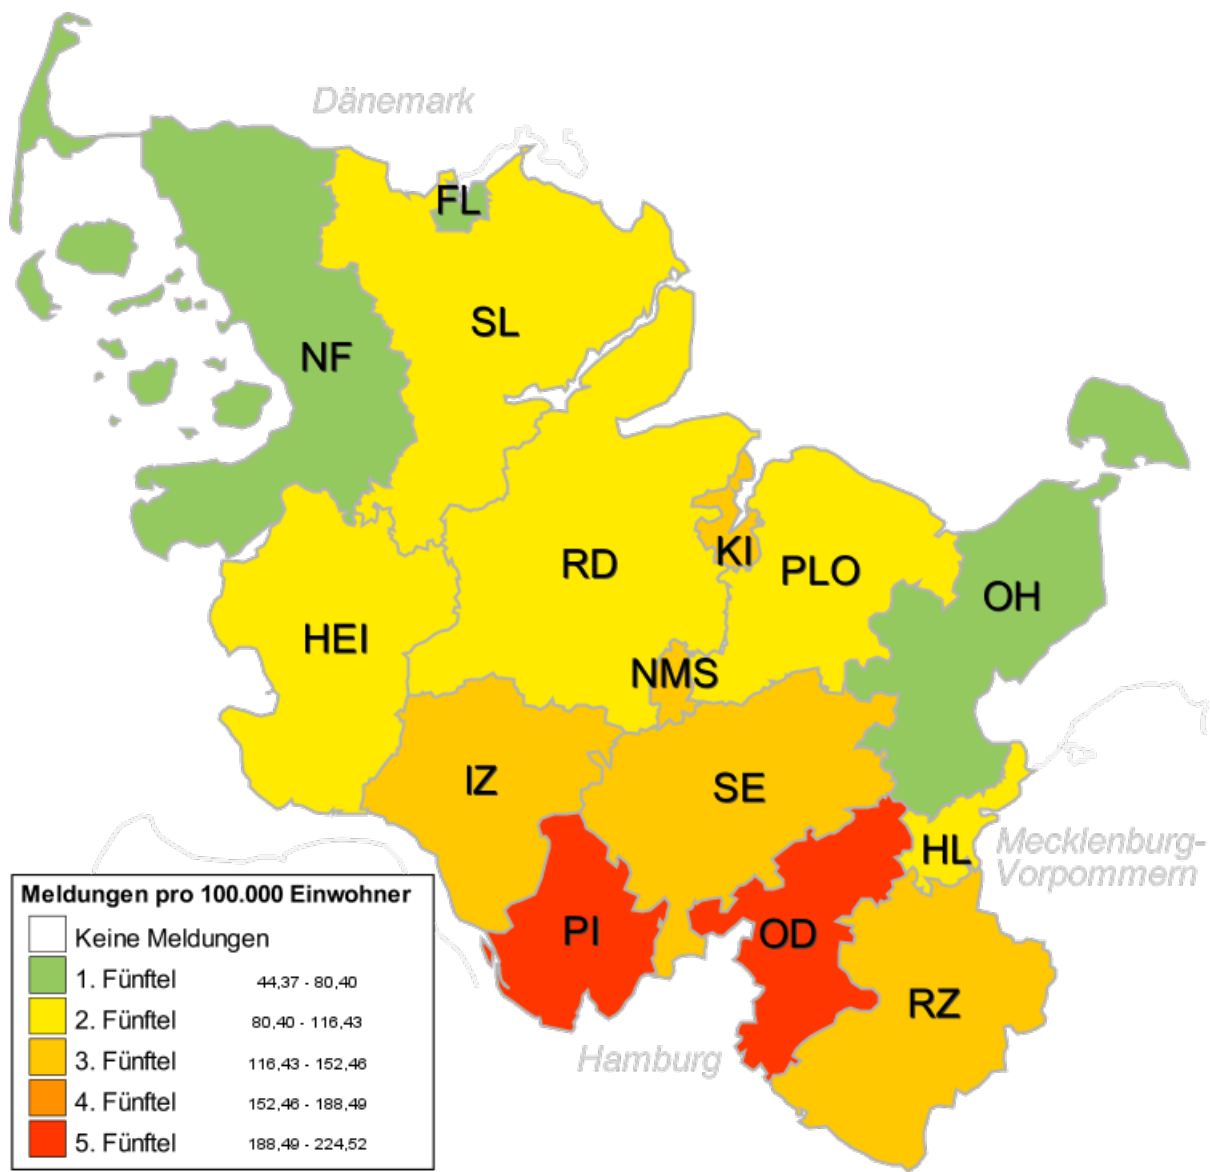 Dänemark
FL
SL
NF
RD
KI
PLO
OH
HEI
NMS
IZ
SE
HL
Mecklenburg-
Vorpommern
PI
OD
RZ
Hamburg
Meldungen pro 100.000 Einwohner
Keine Meldungen
1. Fünftel 44,37 - 80,40
2. Fünftel 80,40 - 116,43
3. Fünftel 116,43 - 152,46
4. Fünftel 152,46 - 188,49
5. Fünftel 188,49 - 224,52